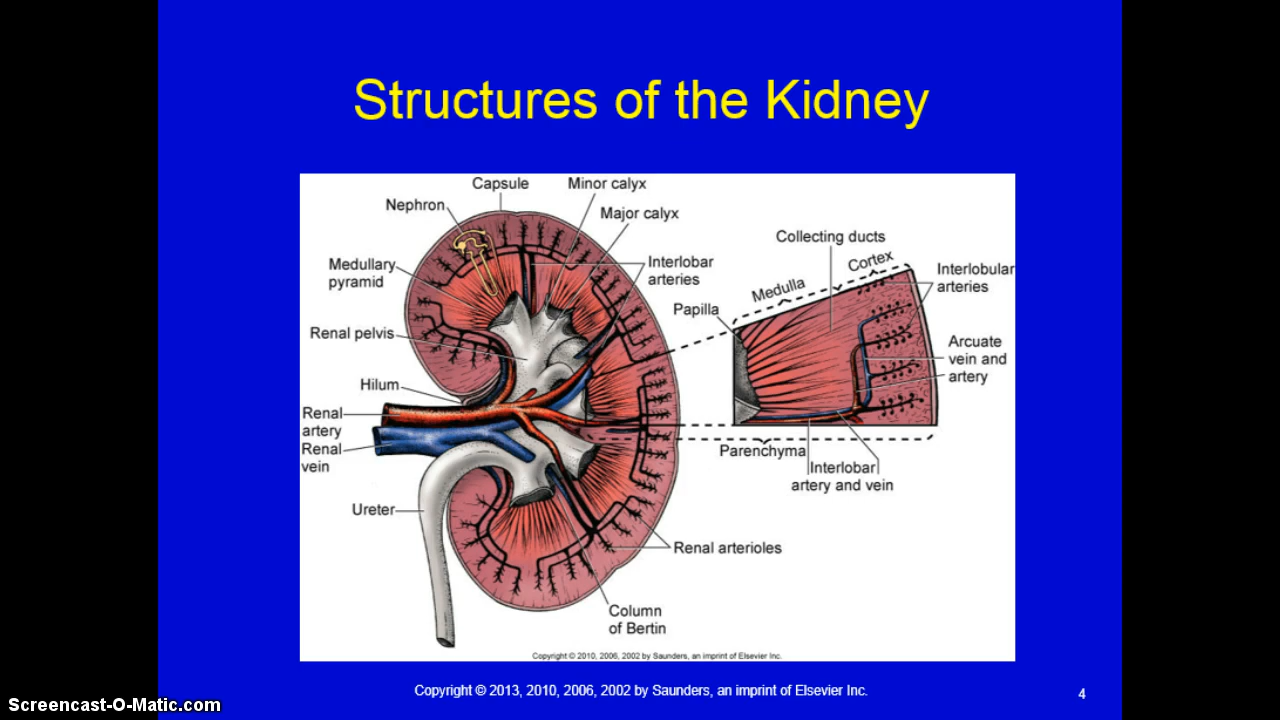 Structures of the Kidney
Capsule
Minor calyx
Nephron
Major calyx
Medullary
pyramid
Interlobar
arteries
Renal pelvis
Hilum
Renal
artery
Renal
vein
Ureter
Renal arterioles
Column
of Bertin
Collecting ducts
Cortex
Medulla
Interlobular
arteries
Papilla
Arcuate
vein and
artery
Parenchyma
Interlobar
artery and vein
Copyright © 2010, 2006, 2002 by Saunders, an imprint of Elsevier Inc.
Copyright © 2013, 2010, 2006, 2002 by Saunders, an imprint of Elsevier Inc.
4
Screencast-O-Matic.com